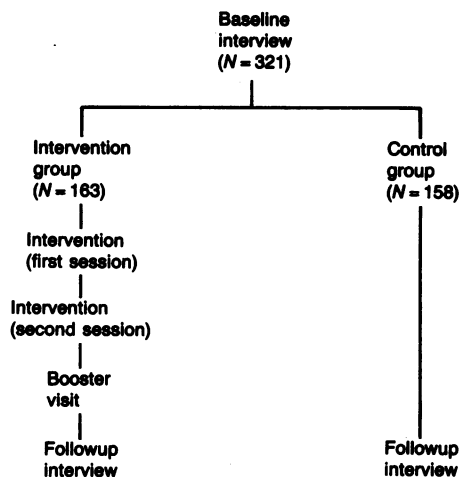 Baseline
interview
(N = 321)
Intervention
group
(N = 163)
Control
group
(N = 158)
Intervention
(first session)
Intervention
(second session)
Booster
visit
Followup
interview
Followup
interview